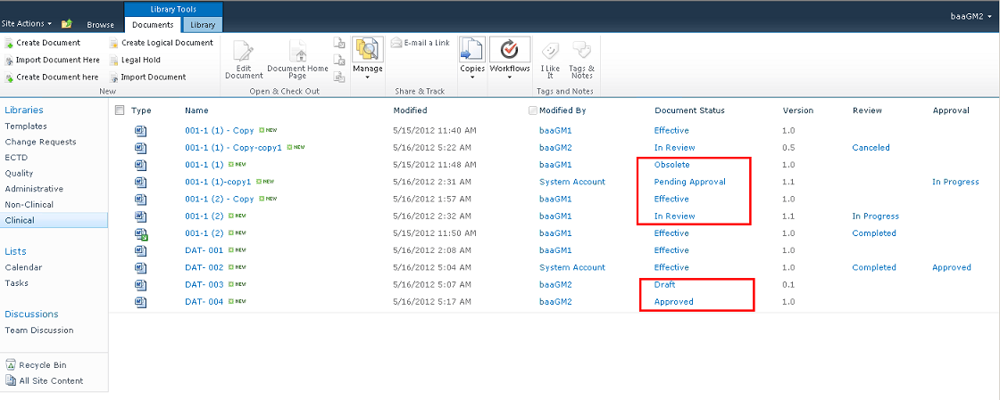 Library Tools
Site Actions Browse Documents Library baaGM2
Create Document Create Logical Document
Import Document Here Legal Hold
Create Document here Import Document
New
Edit Document
Document Home Page
Open & Check Out
Manage
E-mail a Link
Share & Track
Copies
Workflows
I Like It
Tags & Notes
Tags and Notes
Libraries
Templates
Change Requests
ECTD
Quality
Administrative
Non-Clinical
Clinical
Lists
Calendar
Tasks
Discussions
Team Discussion
Recycle Bin
All Site Content
Type Name Modified Modified By Document Status Version Review Approval
001-1 (1) - Copy NEW 5/15/2012 11:40 AM baaGM1 Effective 1.0
001-1 (1) - Copy-copy1 NEW 5/16/2012 5:22 AM baaGM2 In Review 0.5 Canceled
001-1 (1) NEW 5/15/2012 11:48 AM baaGM1 Obsolete 1.0
001-1 (1)-copy1 NEW 5/16/2012 2:31 AM System Account Pending Approval 1.1 In Progress
001-1 (2) - Copy NEW 5/16/2012 1:57 AM baaGM1 Effective 1.0
001-1 (2) NEW 5/16/2012 2:32 AM baaGM1 In Review 1.1 In Progress
001-1 (2) NEW 5/15/2012 11:50 AM baaGM1 Effective 1.0 Completed
DAT- 001 NEW 5/16/2012 2:08 AM baaGM1 Effective 1.0
DAT- 002 NEW 5/16/2012 5:04 AM System Account Effective 1.0 Completed Approved
DAT- 003 NEW 5/16/2012 5:07 AM baaGM2 Draft 0.1
DAT- 004 NEW 5/16/2012 5:17 AM baaGM2 Approved 1.0